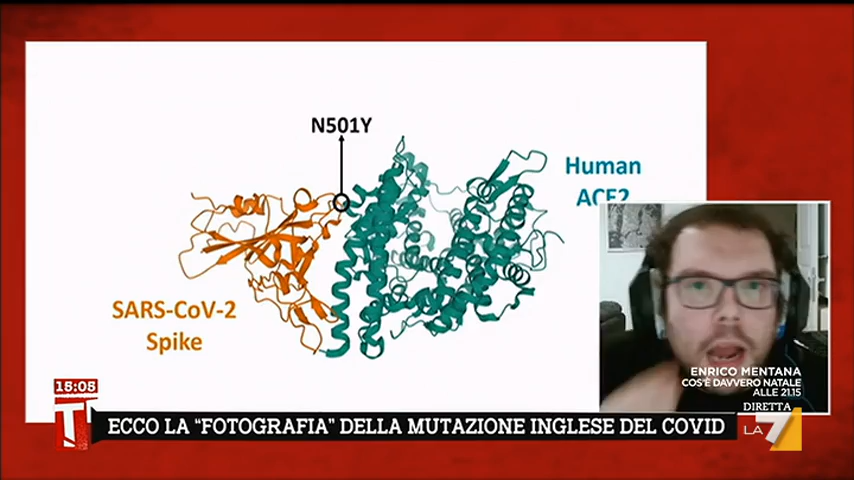 N501Y
Human
ACE2
SARS-CoV-2
Spike
ENRICO MENTANA
COS'È DAVVERO NATALE
ALLE 21.15
DIRETTA
LA7
15:05
T
ECCO LA “FOTOGRAFIA” DELLA MUTAZIONE INGLESE DEL COVID